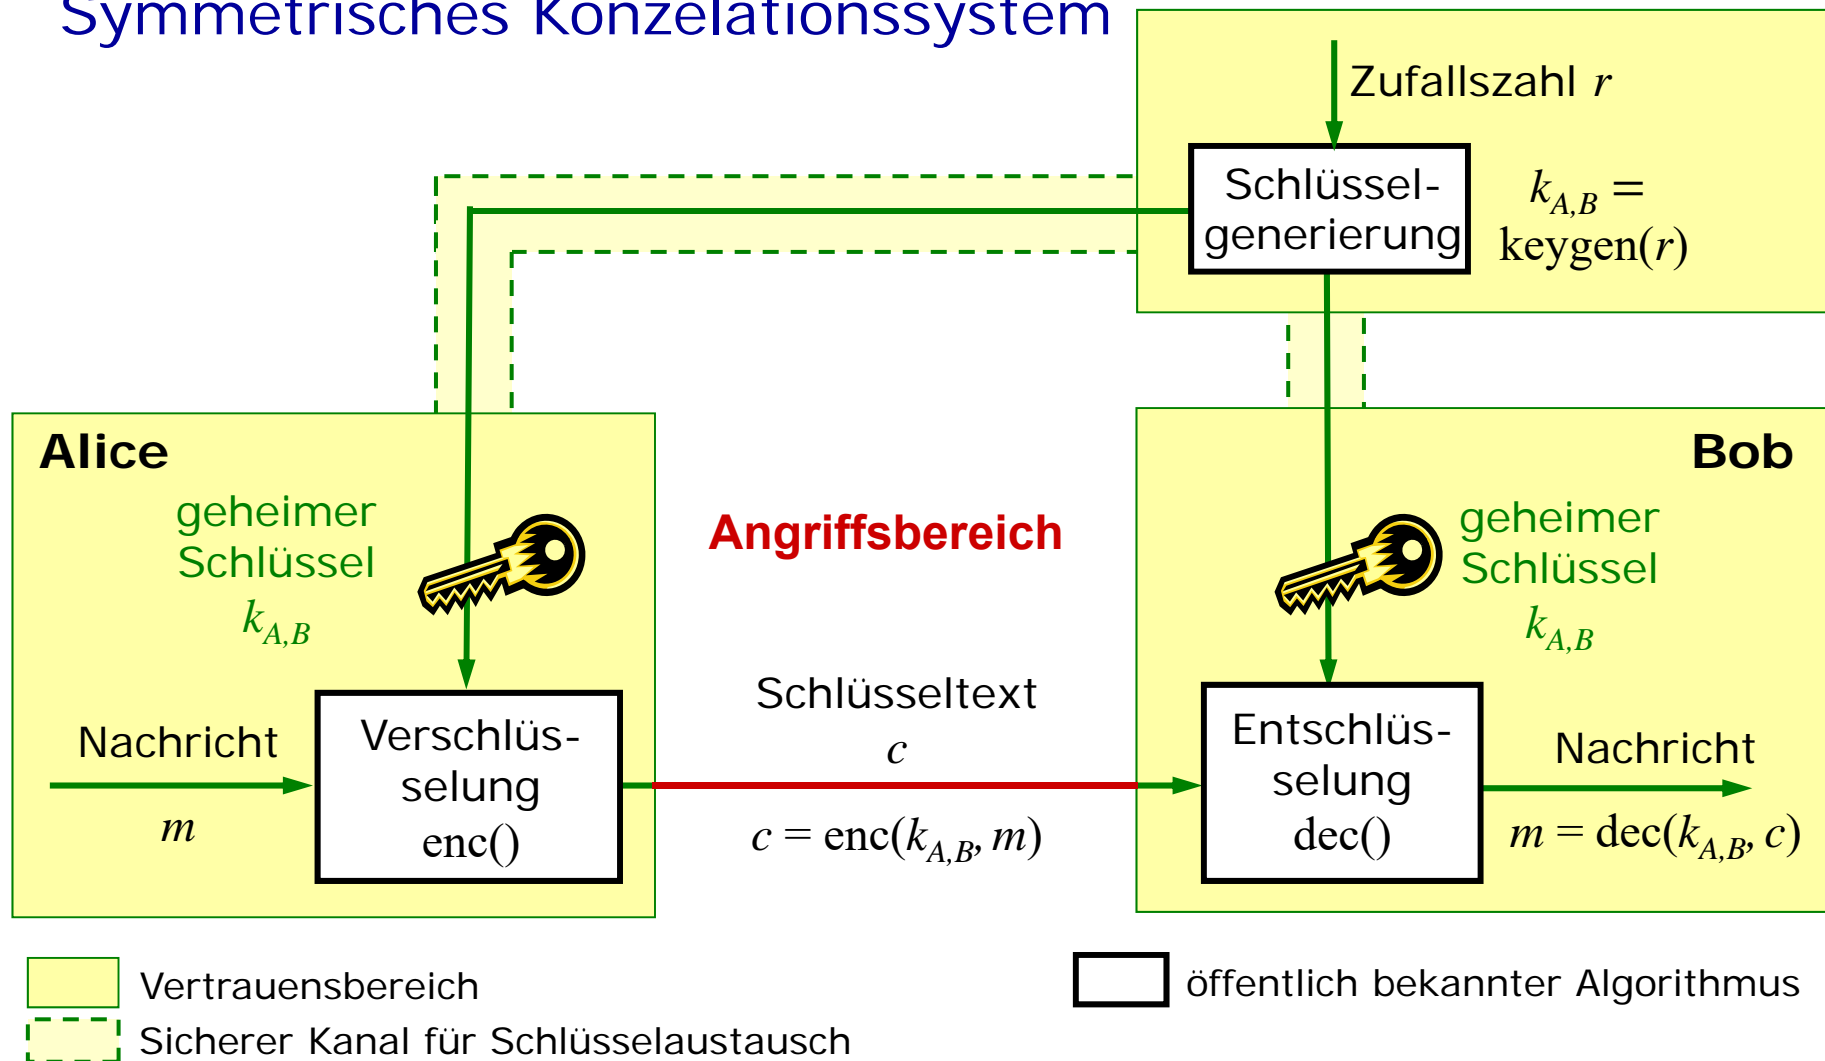 Symmetrisches Konzelationssystem
Zufallszahl r
Schlüssel-
generierung
k_{A,B} =
keygen(r)
Alice
geheimer
Schlüssel
k_{A,B}
Angriffsbereich
Bob
geheimer
Schlüssel
k_{A,B}
Nachricht
m
Verschlüs-
selung
enc()
Schlüsseltext
c
c = enc(k_{A,B}, m)
Entschlüs-
selung
dec()
Nachricht
m = dec(k_{A,B}, c)
Vertrauensbereich
öffentlich bekannter Algorithmus
Sicherer Kanal für Schlüsselaustausch